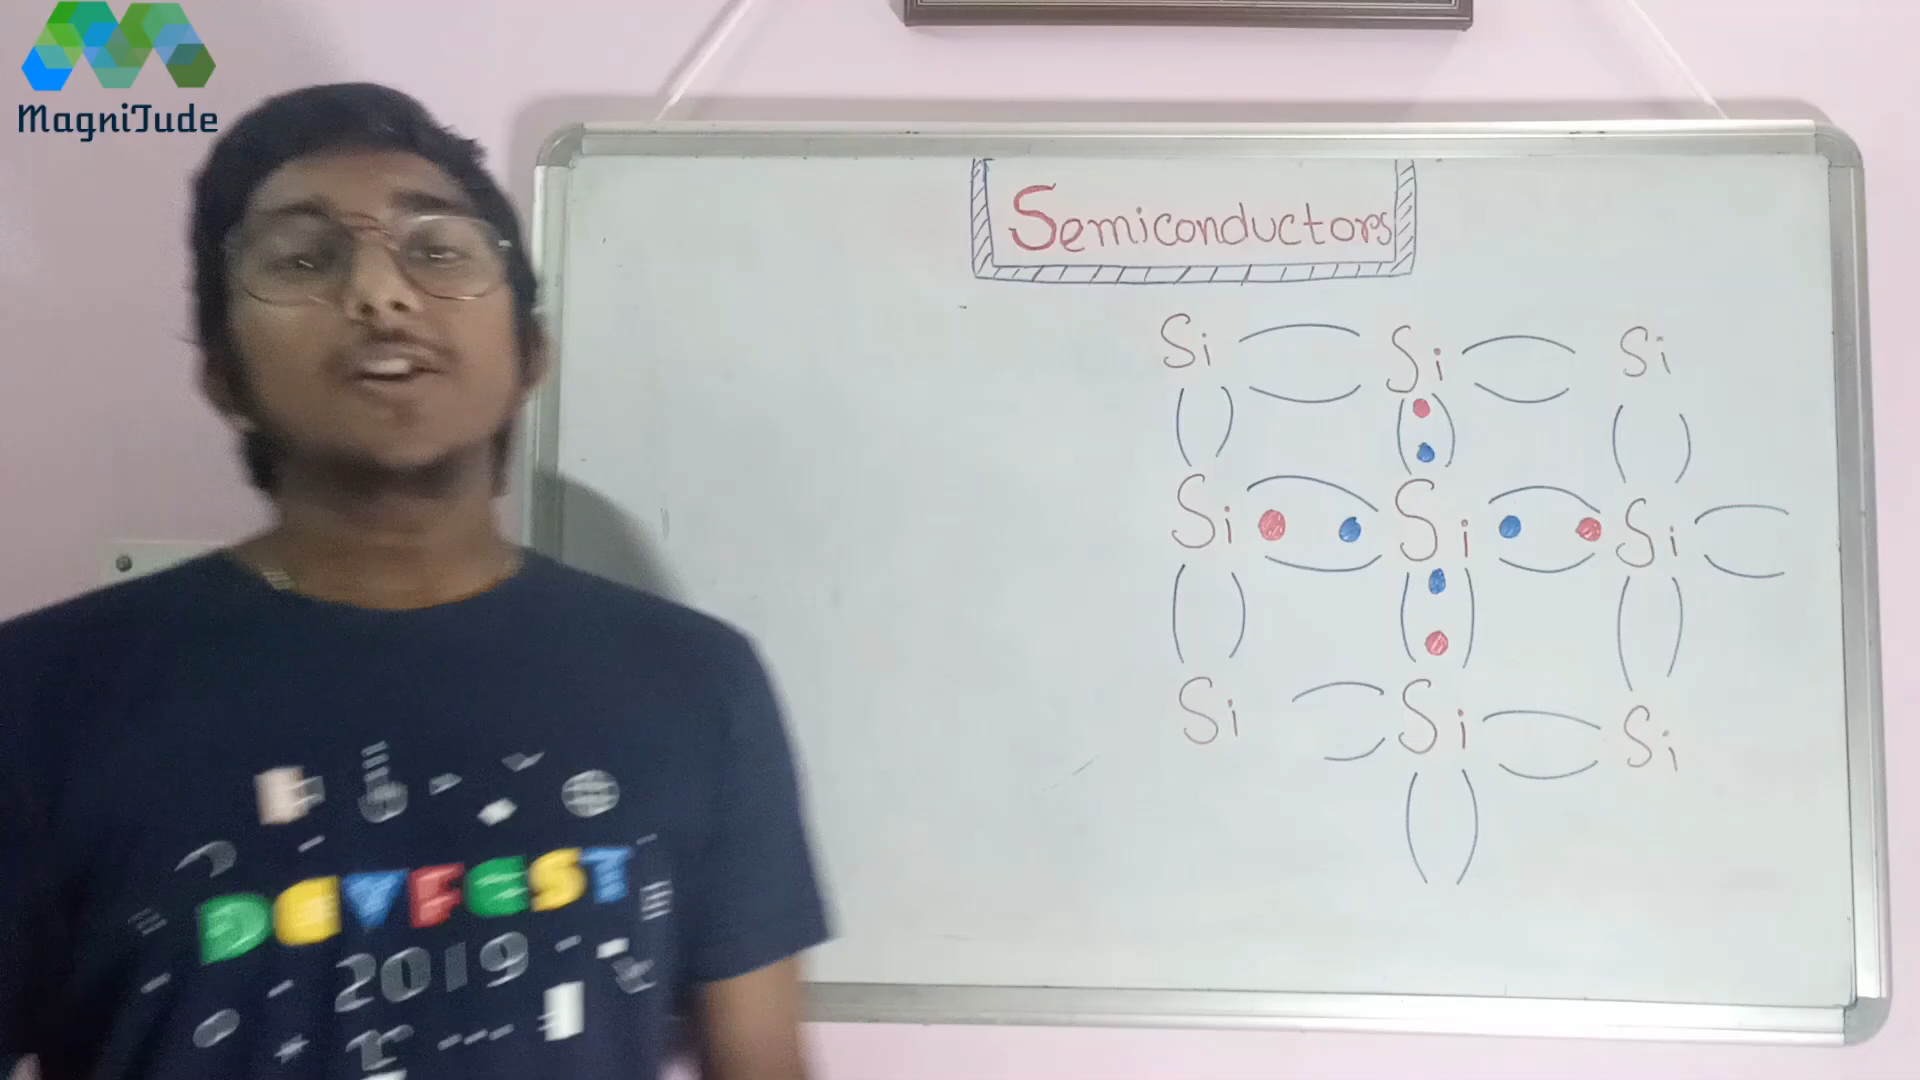 MagniTude
Semiconductors
Si Si Si
Si Si Si
Si Si Si
DEVFEST
2019